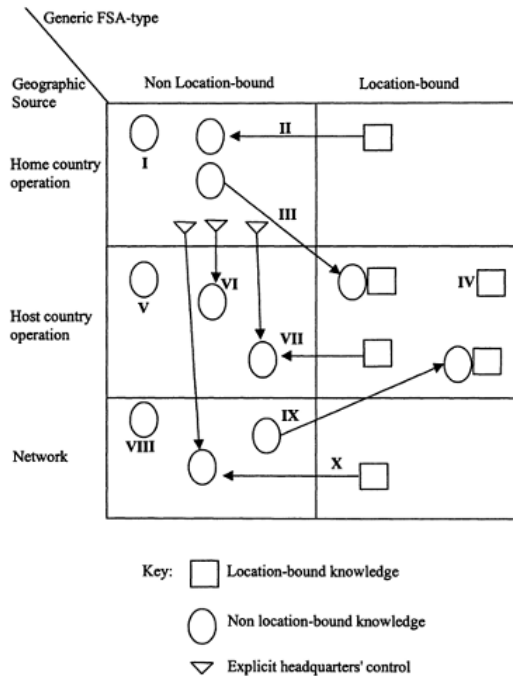 Generic FSA-type
Geographic
Source
Non Location-bound
Location-bound
Home country
operation
I
II
III
Host country
operation
IV
V
VI
VII
Network
VIII
IX
X
Key:
Location-bound knowledge
Non location-bound knowledge
Explicit headquarters' control